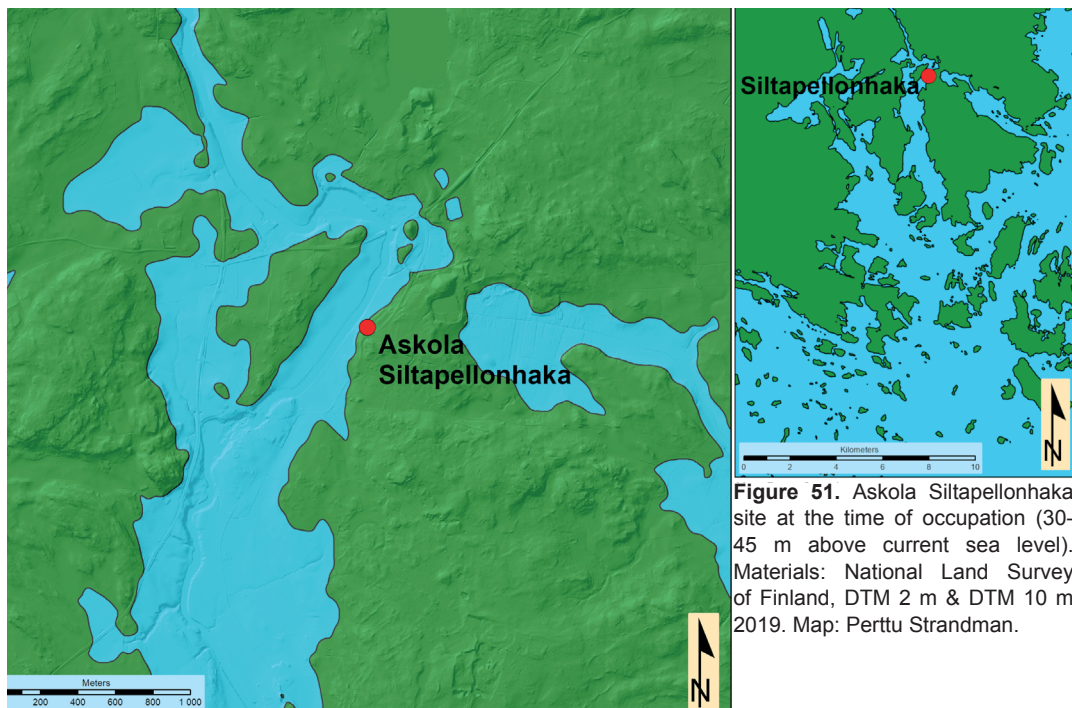 Askola
Siltapellonhaka
N
Meters
200 400 600 800 1 000
Siltapellonhaka
N
Kilometers
0 2 4 6 8 10
Figure 51. Askola Siltapellonhaka
site at the time of occupation (30-
45 m above current sea level).
Materials: National Land Survey
of Finland, DTM 2 m & DTM 10 m
2019. Map: Perttu Strandman.